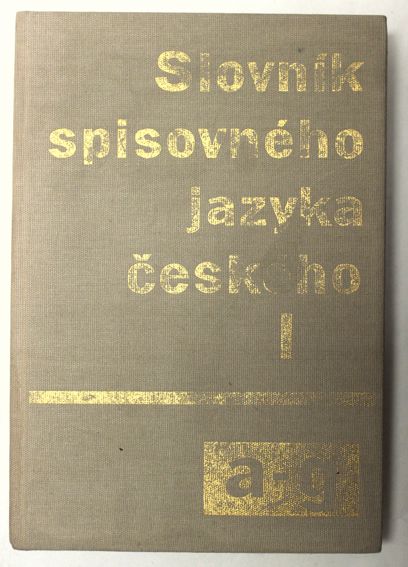 Slovník
spisovného
jazyka
českého
I
a-g